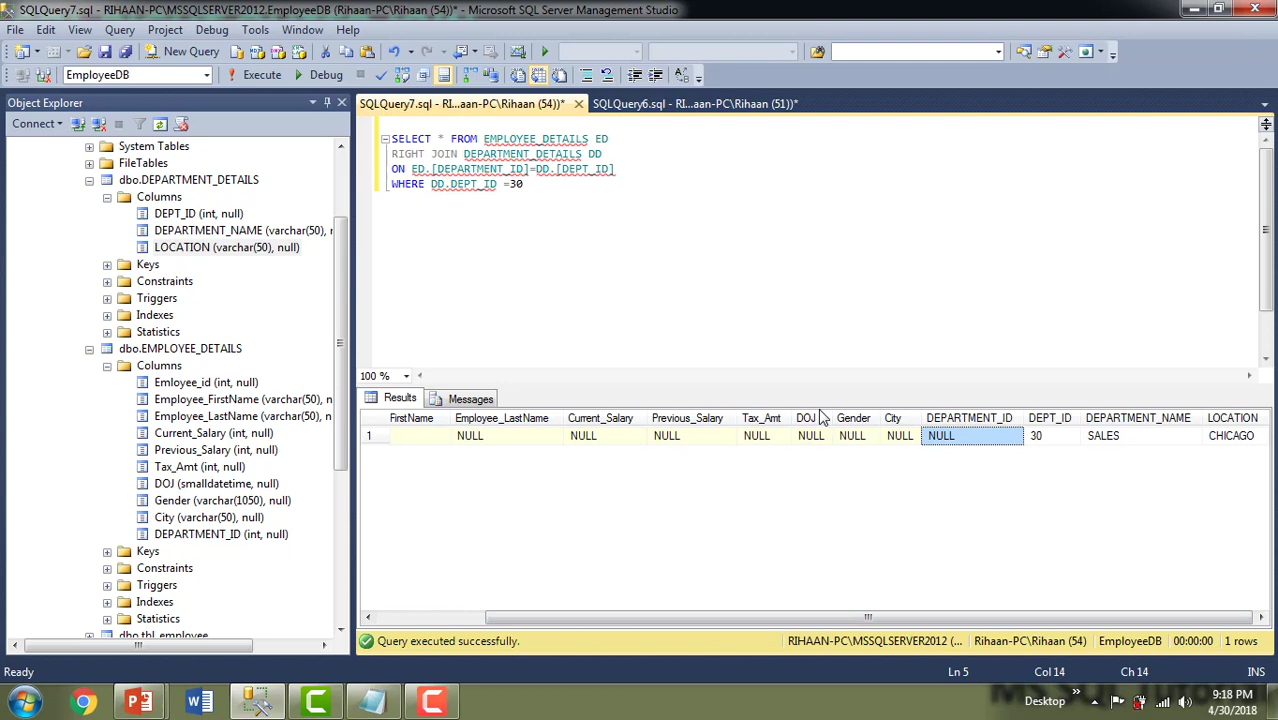 SQLQuery7.sql - RIHAAN-PC\MSSQLSERVER2012.EmployeeDB (Rihaan-PC\Rihaan (54))* - Microsoft SQL Server Management Studio
File Edit View Query Project Debug Tools Window Help
New Query
EmployeeDB Execute Debug
Object Explorer
SQLQuery7.sql - RI...aan-PC\Rihaan (54))* SQLQuery6.sql - RI...aan-PC\Rihaan (51))*
Connect
System Tables
FileTables
dbo.DEPARTMENT_DETAILS
Columns
DEPT_ID (int, null)
DEPARTMENT_NAME (varchar(50), r
LOCATION (varchar(50), null)
Keys
Constraints
Triggers
Indexes
Statistics
dbo.EMPLOYEE_DETAILS
Columns
Emloyee_id (int, null)
Employee_FirstName (varchar(50), n
Employee_LastName (varchar(50), n
Current_Salary (int, null)
Previous_Salary (int, null)
Tax_Amt (int, null)
DOJ (smalldatetime, null)
Gender (varchar(1050), null)
City (varchar(50), null)
DEPARTMENT_ID (int, null)
Keys
Constraints
Triggers
Indexes
Statistics
dbo.tbl_employee
SELECT * FROM EMPLOYEE_DETAILS ED
RIGHT JOIN DEPARTMENT_DETAILS DD
ON ED.[DEPARTMENT_ID]=DD.[DEPT_ID]
WHERE DD.DEPT_ID =30
100 %
Results Messages
FirstName Employee_LastName Current_Salary Previous_Salary Tax_Amt DOJ Gender City DEPARTMENT_ID DEPT_ID DEPARTMENT_NAME LOCATION
1 NULL NULL NULL NULL NULL NULL NULL NULL 30 SALES CHICAGO
Query executed successfully. RIHAAN\MSSQLSERVER2012 (... Rihaan-PC\Rihaan (54) EmployeeDB 00:00:00 1 rows
Ready Ln 5 Col 14 Ch 14 INS
Desktop
9:18 PM
4/30/2018